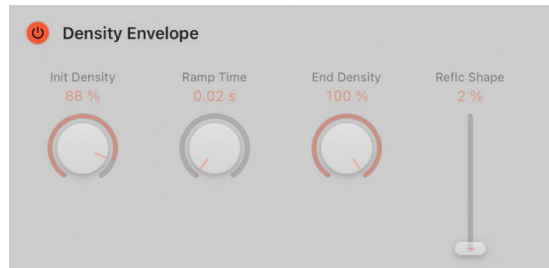 Density Envelope
Init Density
Ramp Time
End Density
Reflc Shape
88 %
0.02 s
100 %
2 %